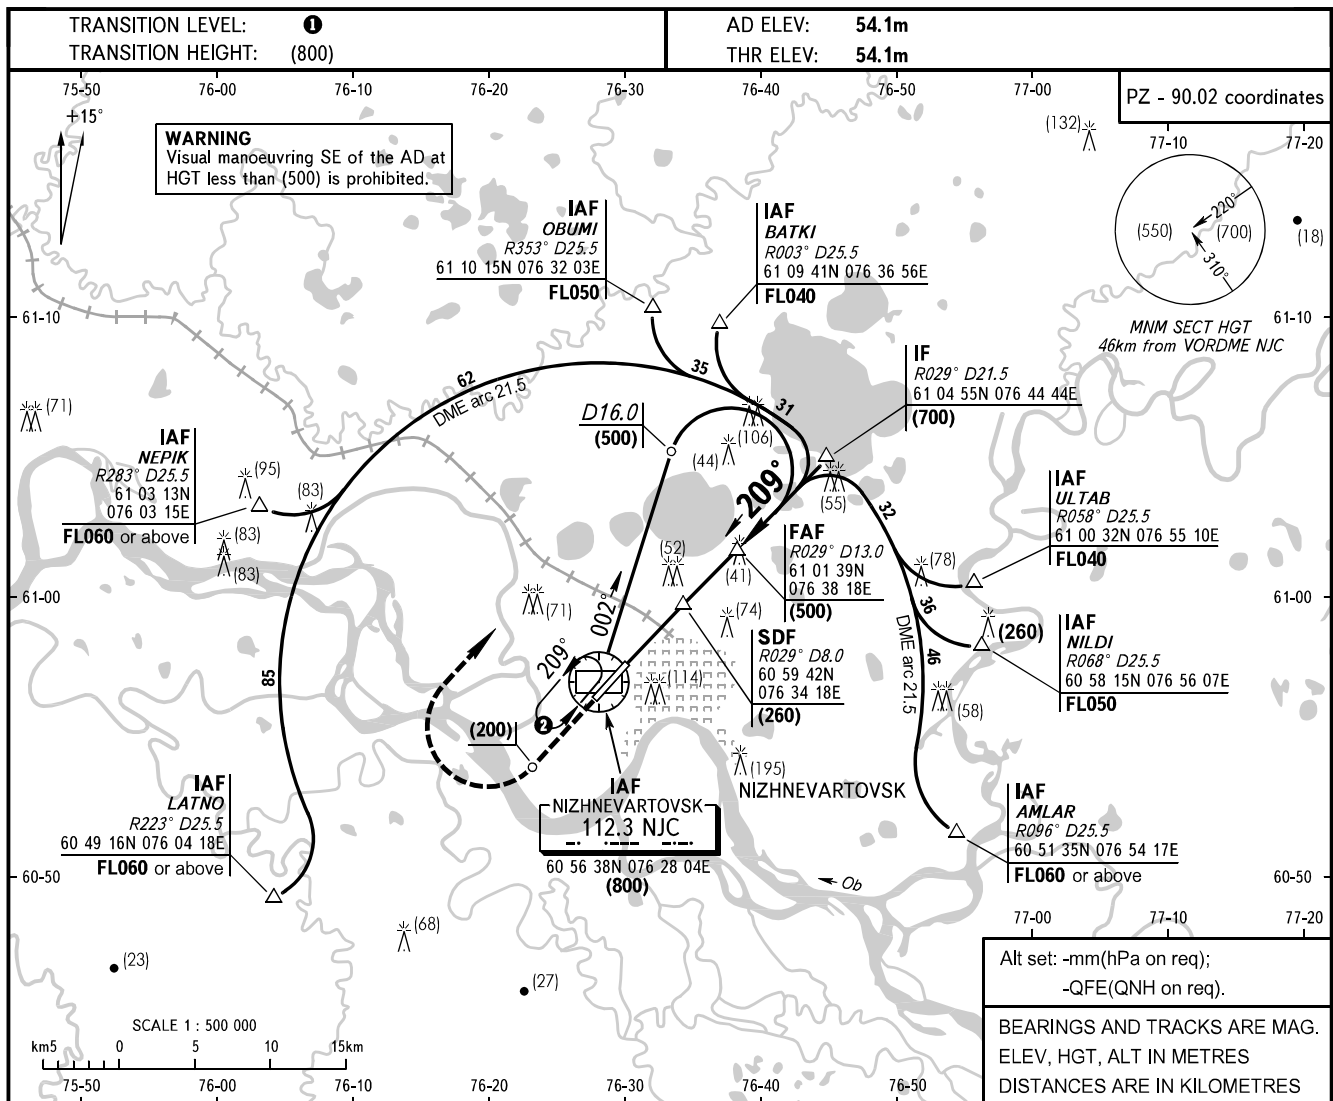 TRANSITION LEVEL: ❶
TRANSITION HEIGHT: (800)
AD ELEV: 54.1m
THR ELEV: 54.1m
75-50 76-00 76-10 76-20 76-30 76-40 76-50 77-00
PZ - 90.02 coordinates
77-10 77-20
+15°
WARNING
Visual manoeuvring SE of the AD at
HGT less than (500) is prohibited.
(132)
220°
(550) (700)
310°
(18)
MNM SECT HGT
46km from VORDME NJC
IAF
OBUMI
R353° D25.5
61 10 15N 076 32 03E
FL050
IAF
BATKI
R003° D25.5
61 09 41N 076 36 56E
FL040
61-10
61-10
IF
R029° D21.5
61 04 55N 076 44 44E
(700)
62
DME arc 21.5
35
31
D16.0
(500)
(106)
(44)
209°
(55)
(71)
IAF
NEPIK
R283° D25.5
61 03 13N
076 03 15E
FL060 or above
(95)
(83)
(83)
(83)
IAF
ULTAB
R058° D25.5
61 00 32N 076 55 10E
FL040
32
(78)
FAF
R029° D13.0
61 01 39N
076 38 18E
(500)
(41)
(52)
(71)
(74)
61-00
61-00
002°
209°
36
DME arc 21.5
46
(260)
IAF
NILDI
R068° D25.5
60 58 15N 076 56 07E
FL050
SDF
R029° D8.0
60 59 42N
076 34 18E
(260)
85
(114)
(58)
❷
(200)
(195)
NIZHNEVARTOVSK
IAF
NIZHNEVARTOVSK
112.3 NJC
60 56 38N 076 28 04E
(800)
IAF
LATNO
R223° D25.5
60 49 16N 076 04 18E
FL060 or above
IAF
AMLAR
R096° D25.5
60 51 35N 076 54 17E
FL060 or above
60-50
60-50
Ob
(68)
(23)
(27)
77-00 77-10 77-20
SCALE 1 : 500 000
km5 0 5 10 15km
75-50 76-00 76-10 76-20 76-30 76-40 76-50
Alt set: -mm(hPa on req);
-QFE(QNH on req).
BEARINGS AND TRACKS ARE MAG.
ELEV, HGT, ALT IN METRES
DISTANCES ARE IN KILOMETRES